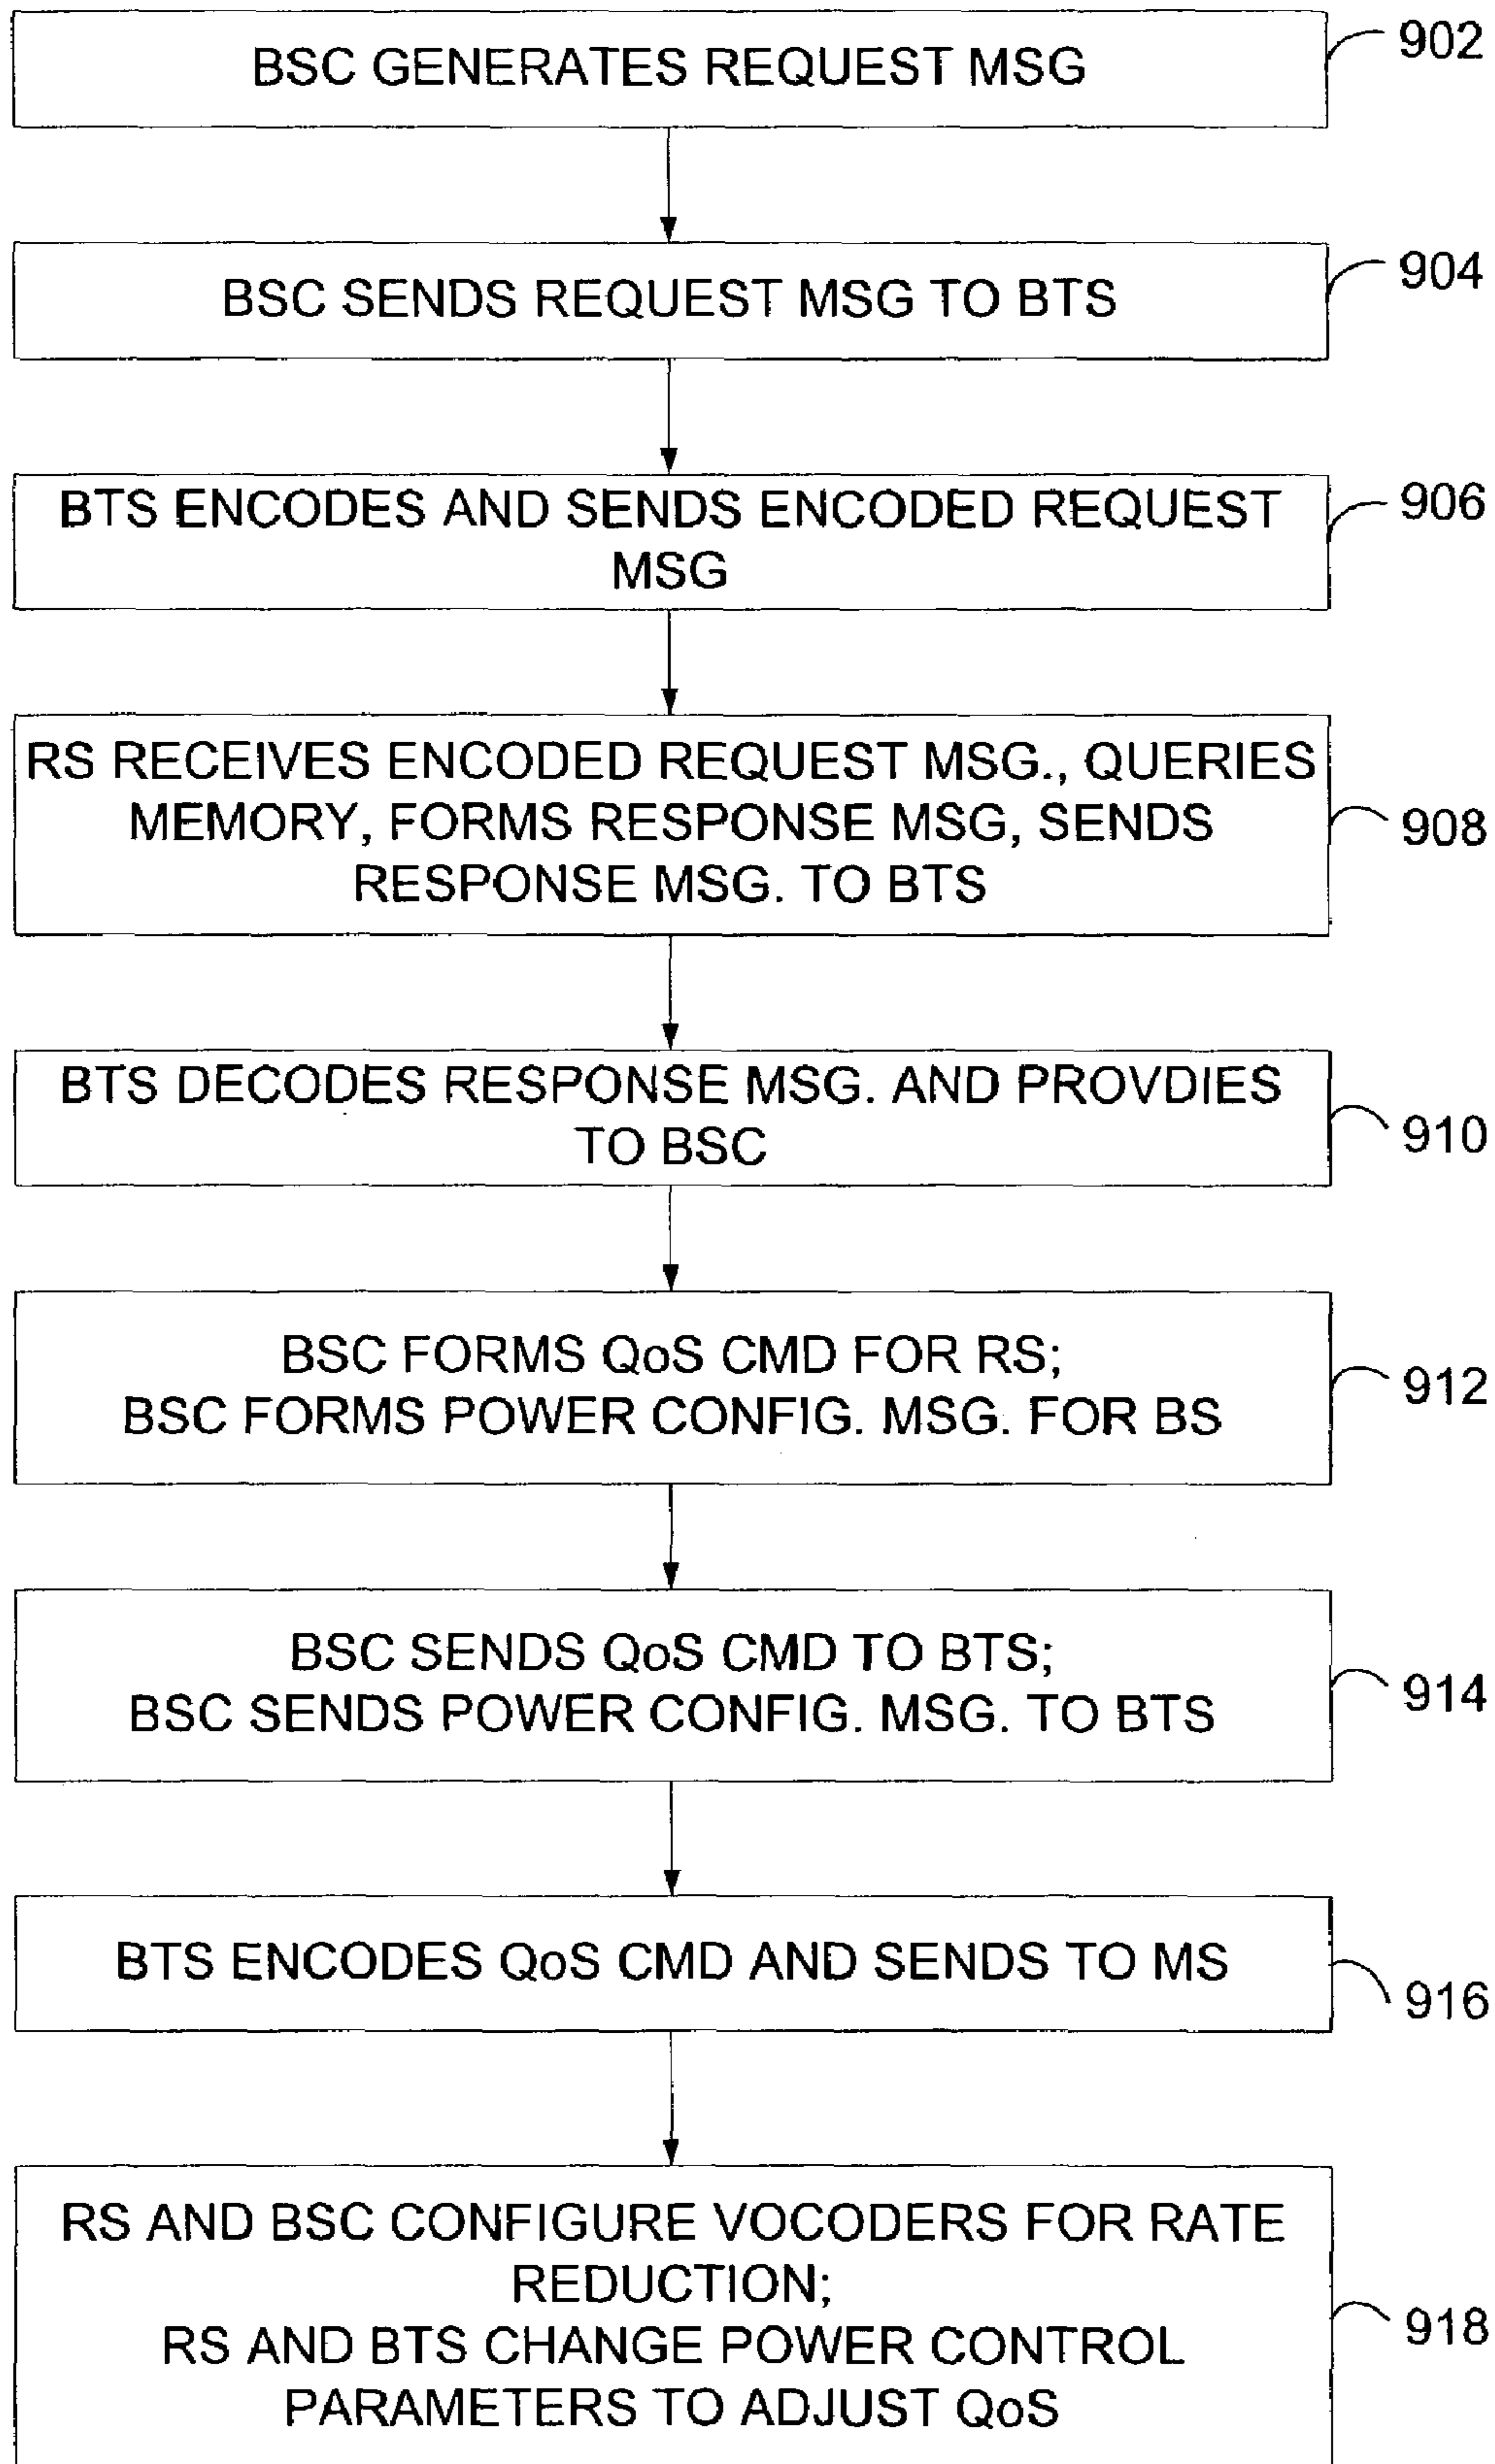 BSC GENERATES REQUEST MSG
902
BSC SENDS REQUEST MSG TO BTS
904
BTS ENCODES AND SENDS ENCODED REQUEST
MSG
906
RS RECEIVES ENCODED REQUEST MSG., QUERIES
MEMORY, FORMS RESPONSE MSG, SENDS
RESPONSE MSG. TO BTS
908
BTS DECODES RESPONSE MSG. AND PROVDIES
TO BSC
910
BSC FORMS QoS CMD FOR RS;
BSC FORMS POWER CONFIG. MSG. FOR BS
912
BSC SENDS QoS CMD TO BTS;
BSC SENDS POWER CONFIG. MSG. TO BTS
914
BTS ENCODES QoS CMD AND SENDS TO MS
916
RS AND BSC CONFIGURE VOCODERS FOR RATE
REDUCTION;
RS AND BTS CHANGE POWER CONTROL
PARAMETERS TO ADJUST QoS
918